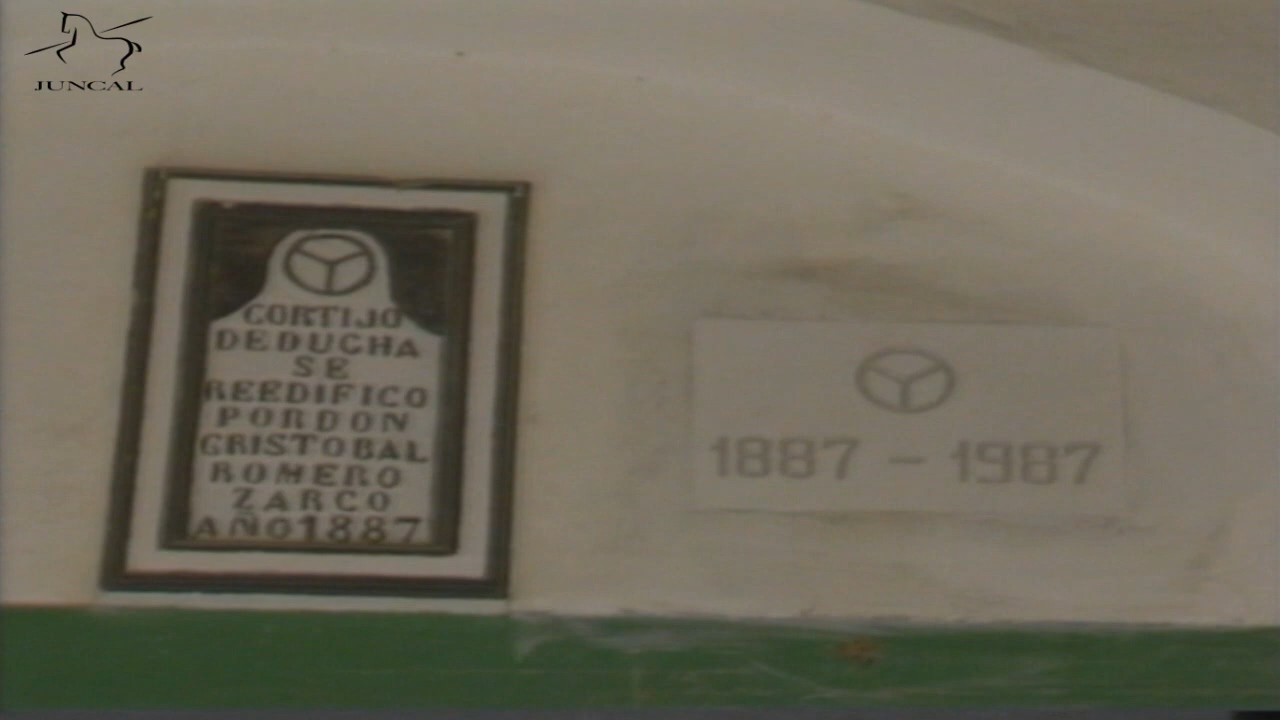 JUNCAL
CORTIJO
DEDUCHA
SE
REEDIFICO
PORDON
CRISTOBAL
ROMERO
ZARCO
AÑO1887
1887 - 1987